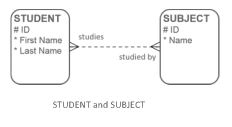 STUDENT
# ID
* First Name
* Last Name
studies
studied by
SUBJECT
# ID
* Name
STUDENT and SUBJECT